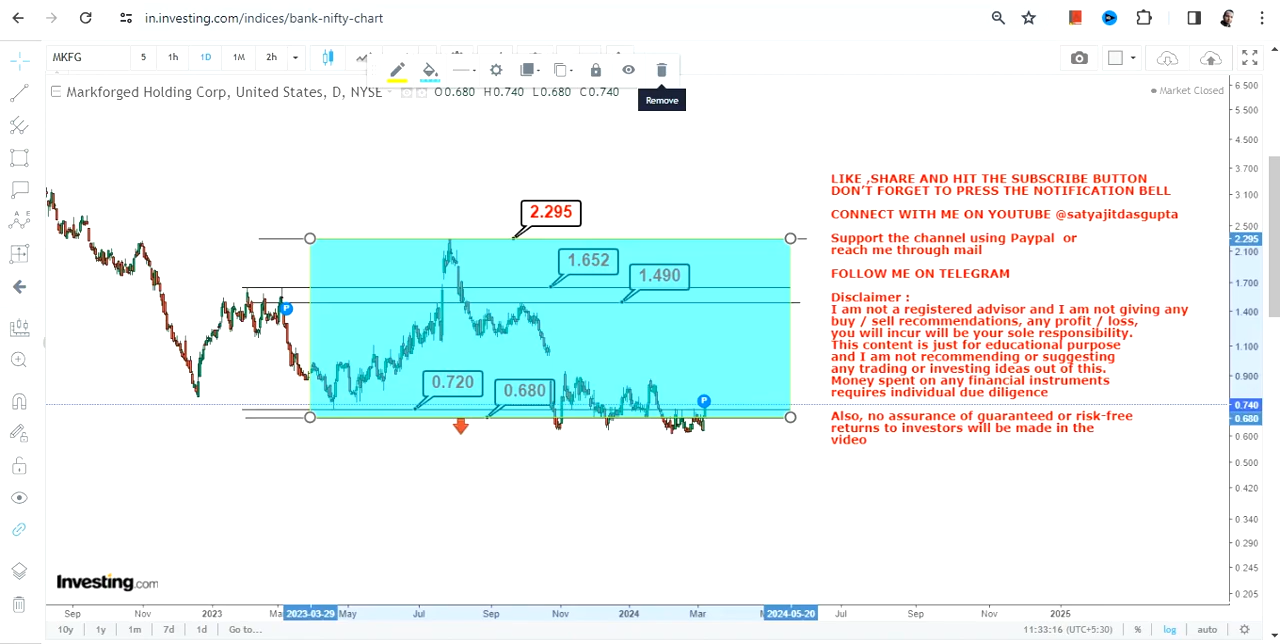 in.investing.com/indices/bank-nifty-chart
MKFG 5 1h 1D 1M 2h
Remove
Markforged Holding Corp, United States, D, NYSE O0.680 H0.740 L0.680 C0.740
Market Closed
2.295
1.652
1.490
0.720
0.680
P
P
LIKE ,SHARE AND HIT THE SUBSCRIBE BUTTON
DON'T FORGET TO PRESS THE NOTIFICATION BELL
CONNECT WITH ME ON YOUTUBE @satyajitdasgupta
Support the channel using Paypal or
reach me through mail
FOLLOW ME ON TELEGRAM
Disclaimer :
I am not a registered advisor and I am not giving any
buy / sell recommendations, any profit / loss,
you will incur will be your sole responsibility.
This content is just for educational purpose
and I am not recommending or suggesting
any trading or investing ideas out of this.
Money spent on any financial instruments
requires individual due diligence
Also, no assurance of guaranteed or risk-free
returns to investors will be made in the
video
6.500
5.500
4.500
3.700
3.100
2.500
2.295
2.100
1.700
1.400
1.100
0.900
0.740
0.680
0.600
0.500
0.420
0.340
0.290
0.245
0.205
Investing.com
Sep Nov 2023 Ma 2023-03-29 May Jul Sep Nov 2024 Mar 2024-05-20 Jul Sep Nov 2025
10y 1y 1m 7d 1d Go to... 11:33:16 (UTC+5:30) % log auto